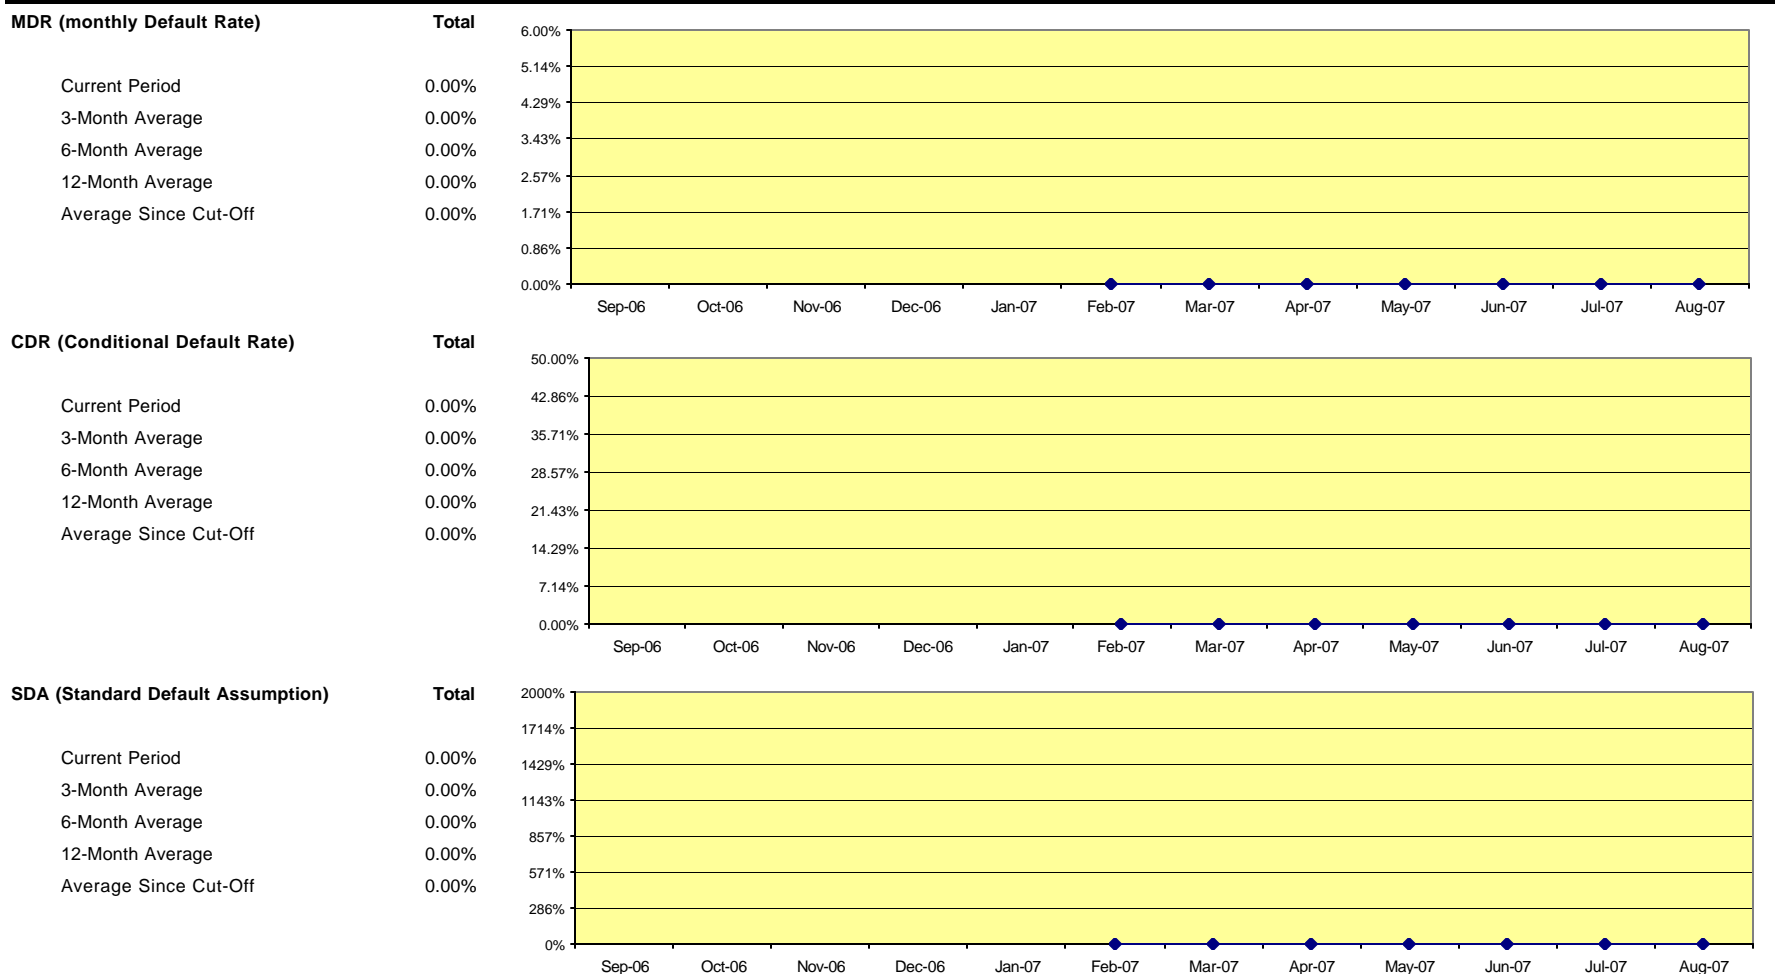 MDR (monthly Default Rate) Total
Current Period 0.00%
3-Month Average 0.00%
6-Month Average 0.00%
12-Month Average 0.00%
Average Since Cut-Off 0.00%
6.00%
5.14%
4.29%
3.43%
2.57%
1.71%
0.86%
0.00%
Sep-06 Oct-06 Nov-06 Dec-06 Jan-07 Feb-07 Mar-07 Apr-07 May-07 Jun-07 Jul-07 Aug-07
CDR (Conditional Default Rate) Total
Current Period 0.00%
3-Month Average 0.00%
6-Month Average 0.00%
12-Month Average 0.00%
Average Since Cut-Off 0.00%
50.00%
42.86%
35.71%
28.57%
21.43%
14.29%
7.14%
0.00%
Sep-06 Oct-06 Nov-06 Dec-06 Jan-07 Feb-07 Mar-07 Apr-07 May-07 Jun-07 Jul-07 Aug-07
SDA (Standard Default Assumption) Total
Current Period 0.00%
3-Month Average 0.00%
6-Month Average 0.00%
12-Month Average 0.00%
Average Since Cut-Off 0.00%
2000%
1714%
1429%
1143%
857%
571%
286%
0%
Sep-06 Oct-06 Nov-06 Dec-06 Jan-07 Feb-07 Mar-07 Apr-07 May-07 Jun-07 Jul-07 Aug-07